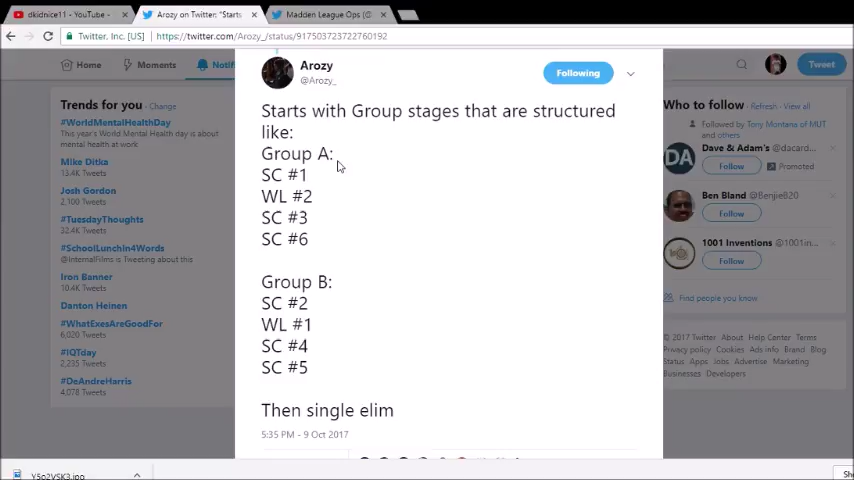 dkidnice11 - YouTube -
Arozy on Twitter: "Starts
Madden League Ops (@
Twitter, Inc. [US]
https://twitter.com/Arozy_/status/917503723722760192
Home
Moments
Notifi
Tweet
Trends for you · Change
#WorldMentalHealthDay
This year's World Mental Health day is about
mental health at work
Mike Ditka
13.4K Tweets
Josh Gordon
2,100 Tweets
#TuesdayThoughts
32.4K Tweets
#SchoolLunchIn4Words
@InternalFilms is Tweeting about this
Iron Banner
10.4K Tweets
Danton Heinen
#WhatExesAreGoodFor
6,020 Tweets
#IQTday
2,235 Tweets
#DeAndreHarris
4,078 Tweets
Arozy
@Arozy_
Following
Starts with Group stages that are structured
like:
Group A:
SC #1
WL #2
SC #3
SC #6
Group B:
SC #2
WL #1
SC #4
SC #5
Then single elim
5:35 PM - 9 Oct 2017
Who to follow · Refresh · View all
Followed by Tony Montana of MUT
and others
Dave & Adam's @dacard...
Follow
Promoted
Ben Bland @BenjieB20
Follow
1001 Inventions @1001in...
Follow
Find people you know
© 2017 Twitter About Help Center Terms
Privacy policy Cookies Ads info Brand Blog
Status Apps Jobs Advertise Marketing
Businesses Developers
Y5o2VSK3.jpg